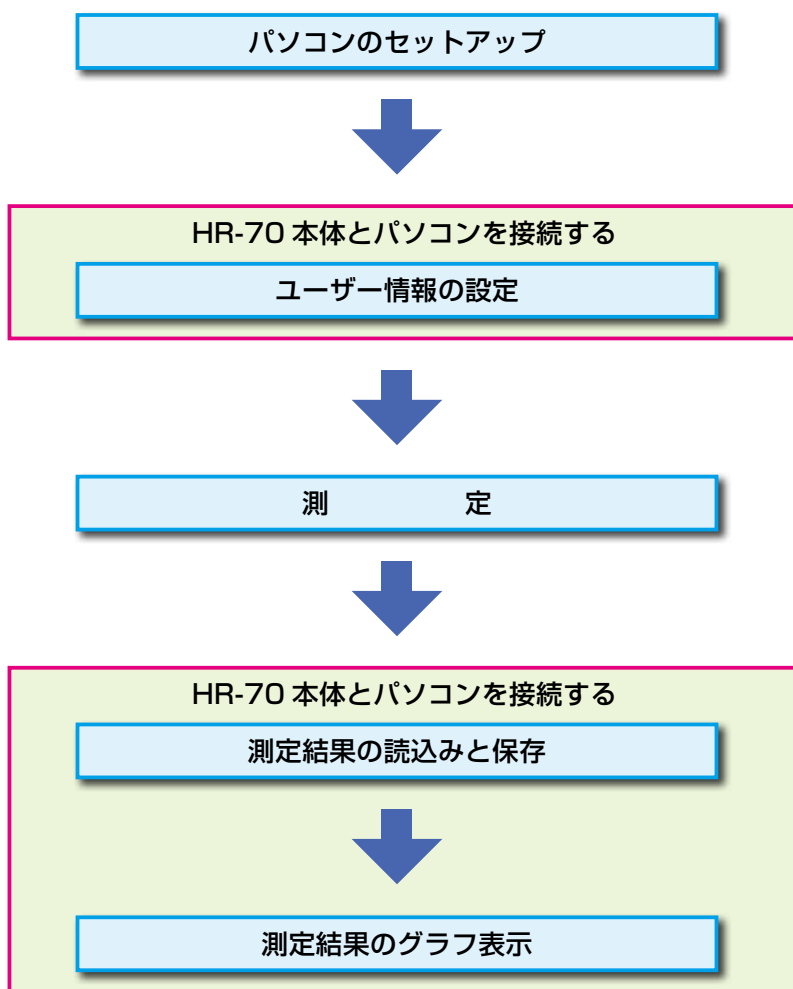 パソコンのセットアップ
HR-70 本体とパソコンを接続する
ユーザー情報の設定
測　　　定
HR-70 本体とパソコンを接続する
測定結果の読込みと保存
測定結果のグラフ表示